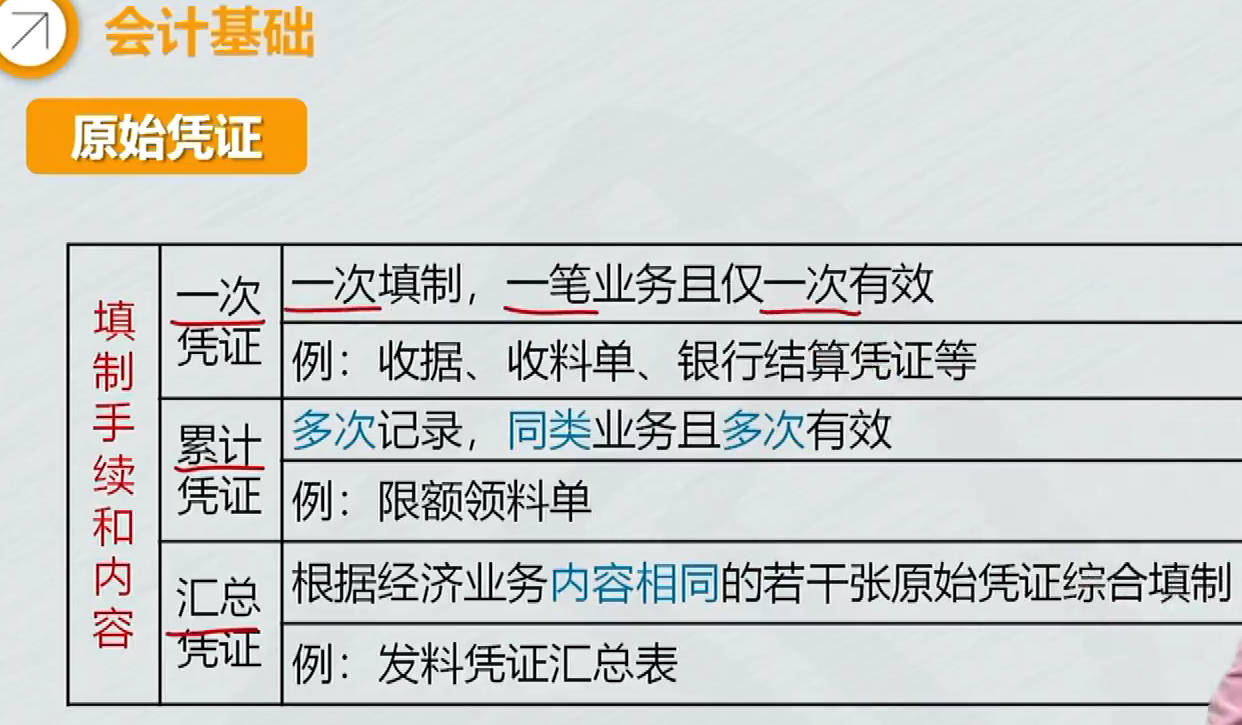 会计基础
原始凭证
填制手续和内容
一次凭证
一次填制，一笔业务且仅一次有效
例：收据、收料单、银行结算凭证等
累计凭证
多次记录，同类业务且多次有效
例：限额领料单
汇总凭证
根据经济业务内容相同的若干张原始凭证综合填制
例：发料凭证汇总表